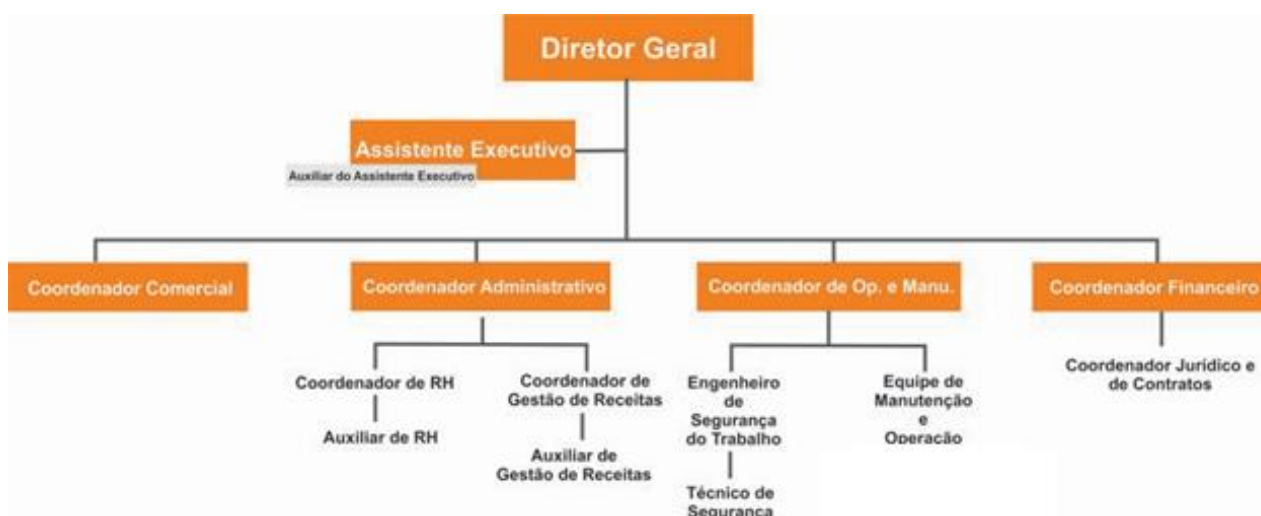 Diretor Geral
Assistente Executivo
Auxiliar do Assistente Executivo
Coordenador Comercial
Coordenador Administrativo
Coordenador de Op. e Manu.
Coordenador Financeiro
Coordenador de RH
Auxiliar de RH
Coordenador de
Gestão de Receitas
Auxiliar de
Gestão de Receitas
Engenheiro
de
Segurança
do Trabalho
Técnico de
Segurança
Equipe de
Manutenção
e
Operação
Coordenador Jurídico e
de Contratos